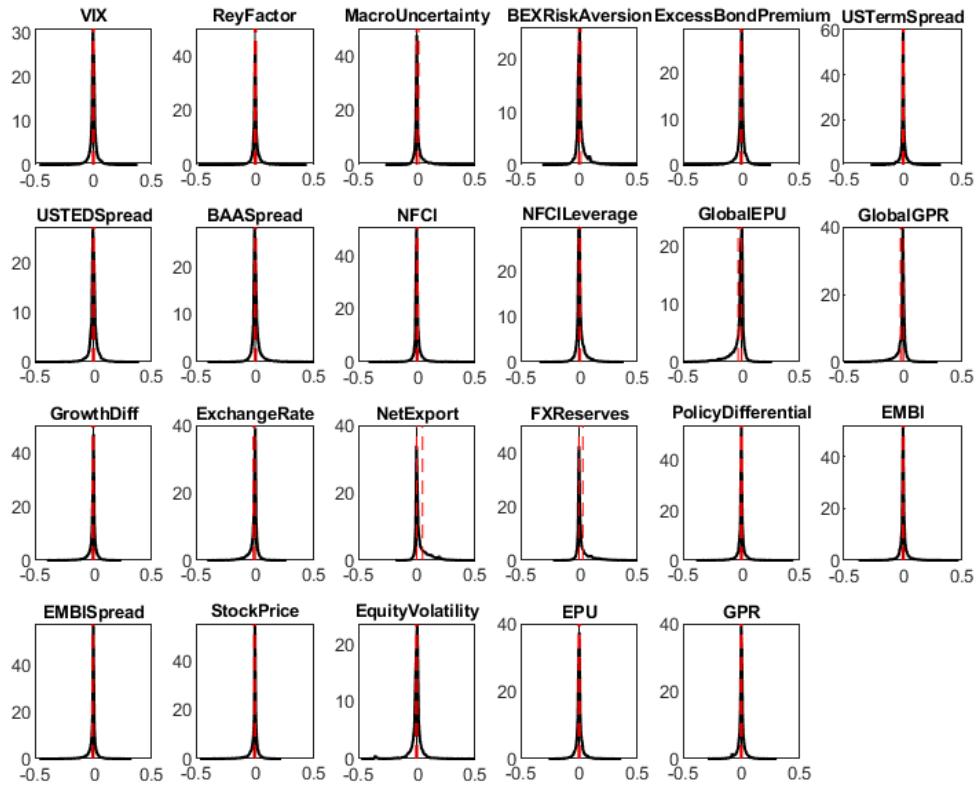 VIX ReyFactor MacroUncertainty BEXRiskAversion ExcessBondPremium USTermSpread
30 20 10 0 -0.5 0 0.5
40 20 0 -0.5 0 0.5
40 20 0 -0.5 0 0.5
20 10 0 -0.5 0 0.5
20 10 0 -0.5 0 0.5
60 40 20 0 -0.5 0 0.5
USTEDSpread BAASpread NFCI NFCILeverage GlobalEPU GlobalGPR
20 10 0 -0.5 0 0.5
20 10 0 -0.5 0 0.5
40 20 0 -0.5 0 0.5
20 10 0 -0.5 0 0.5
20 10 0 -0.5 0 0.5
40 20 0 -0.5 0 0.5
GrowthDiff ExchangeRate NetExport FXReserves PolicyDifferential EMBI
40 20 0 -0.5 0 0.5
40 20 0 -0.5 0 0.5
40 20 0 -0.5 0 0.5
40 20 0 -0.5 0 0.5
40 20 0 -0.5 0 0.5
40 20 0 -0.5 0 0.5
EMBISpread StockPrice EquityVolatility EPU GPR
40 20 0 -0.5 0 0.5
40 20 0 -0.5 0 0.5
20 10 0 -0.5 0 0.5
40 20 0 -0.5 0 0.5
40 20 0 -0.5 0 0.5